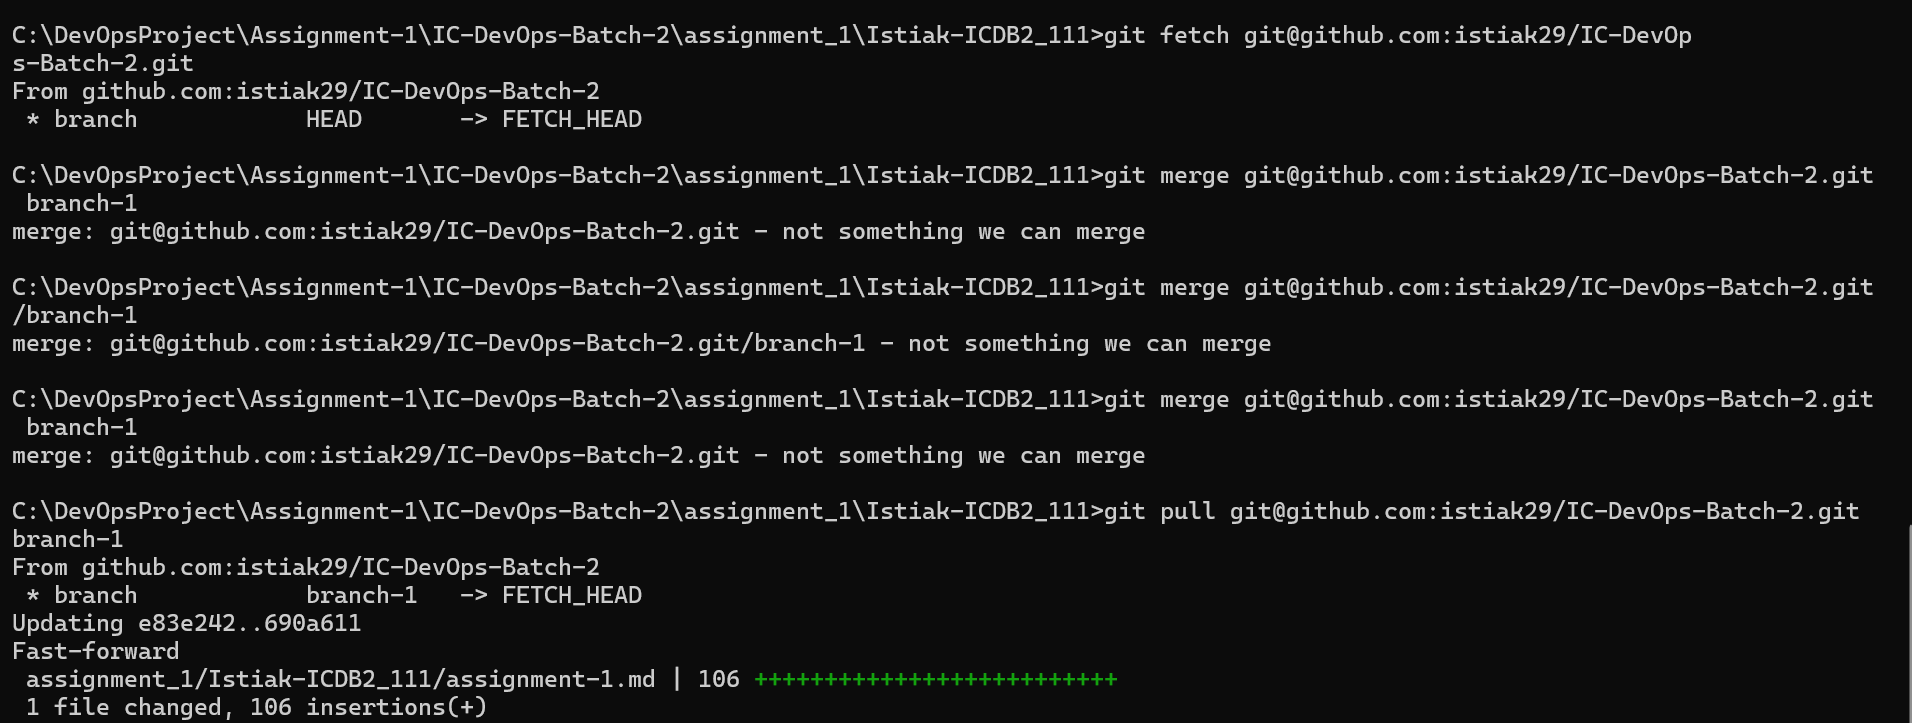 C:\DevOpsProject\Assignment-1\IC-DevOps-Batch-2\assignment_1\Istiak-ICDB2_111>git fetch git@github.com:istiak29/IC-DevOp
s-Batch-2.git
From github.com:istiak29/IC-DevOps-Batch-2
 * branch            HEAD       -> FETCH_HEAD

C:\DevOpsProject\Assignment-1\IC-DevOps-Batch-2\assignment_1\Istiak-ICDB2_111>git merge git@github.com:istiak29/IC-DevOps-Batch-2.git
 branch-1
merge: git@github.com:istiak29/IC-DevOps-Batch-2.git - not something we can merge

C:\DevOpsProject\Assignment-1\IC-DevOps-Batch-2\assignment_1\Istiak-ICDB2_111>git merge git@github.com:istiak29/IC-DevOps-Batch-2.git
/branch-1
merge: git@github.com:istiak29/IC-DevOps-Batch-2.git/branch-1 - not something we can merge

C:\DevOpsProject\Assignment-1\IC-DevOps-Batch-2\assignment_1\Istiak-ICDB2_111>git merge git@github.com:istiak29/IC-DevOps-Batch-2.git
 branch-1
merge: git@github.com:istiak29/IC-DevOps-Batch-2.git - not something we can merge

C:\DevOpsProject\Assignment-1\IC-DevOps-Batch-2\assignment_1\Istiak-ICDB2_111>git pull git@github.com:istiak29/IC-DevOps-Batch-2.git
branch-1
From github.com:istiak29/IC-DevOps-Batch-2
 * branch            branch-1   -> FETCH_HEAD
Updating e83e242..690a611
Fast-forward
 assignment_1/Istiak-ICDB2_111/assignment-1.md | 106 ++++++++++++++++++++++++++
 1 file changed, 106 insertions(+)